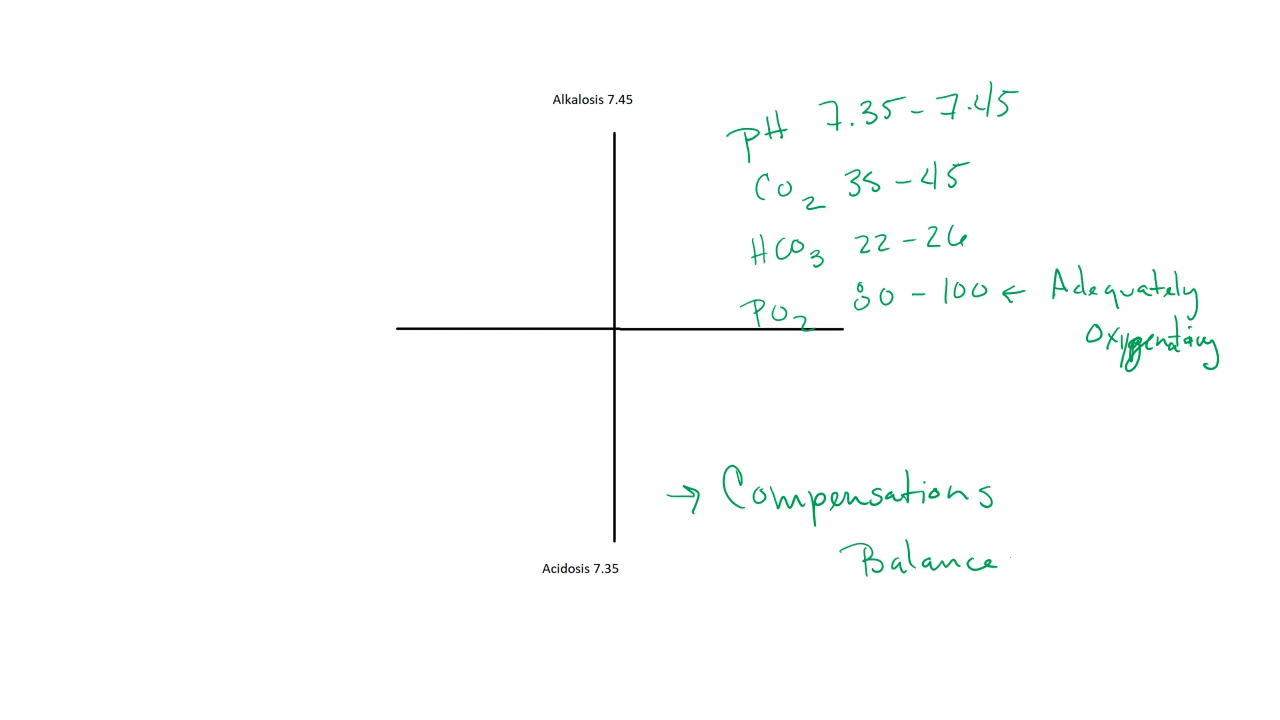 Alkalosis 7.45
pH 7.35 - 7.45
CO2 35 - 45
HCO3 22 - 26
PO2 80 - 100 ← Adequately
Oxygenating
→ Compensations
Balance
Acidosis 7.35